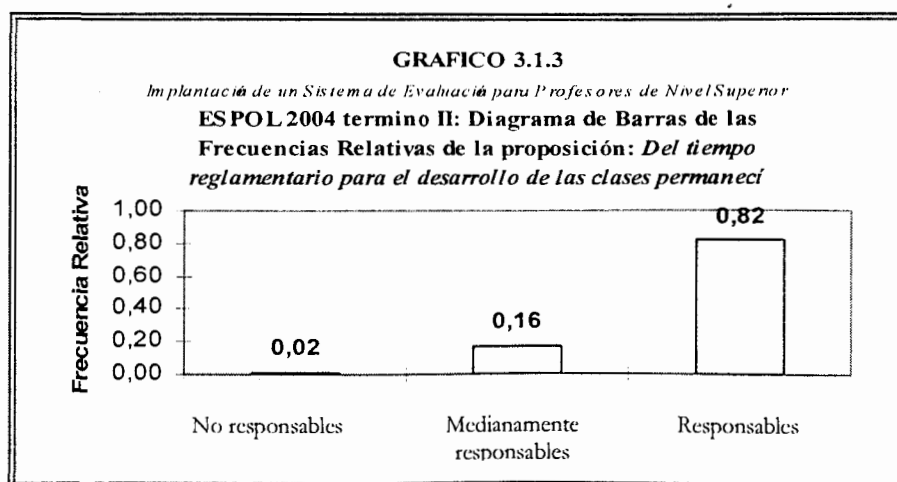 GRAFICO 3.1.3
Implantación de un Sistema de Evaluació para Profesores de Nivel Superior
ESPOL 2004 termino II: Diagrama de Barras de las
Frecuencias Relativas de la proposición: Del tiempo
reglamentario para el desarrollo de las clases permanecí
Frecuencia Relativa
1,00
0,80
0,60
0,40
0,20
0,00
0,02
0,16
0,82
No responsables
Medianamente
responsables
Responsables